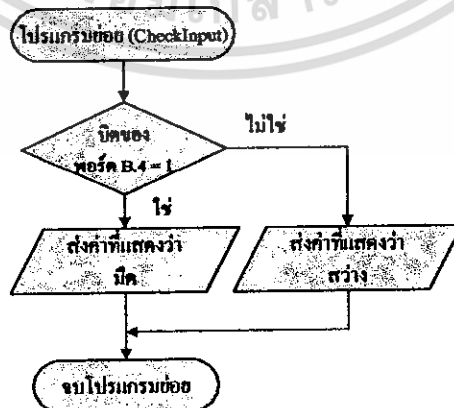 โปรแกรมย่อย (CheckInput)
บิตของ
พอร์ต B.4 = 1
ไม่ใช่
ใช่
ส่งค่าที่แสดงว่า
มืด
ส่งค่าที่แสดงว่า
สว่าง
จบโปรแกรมย่อย